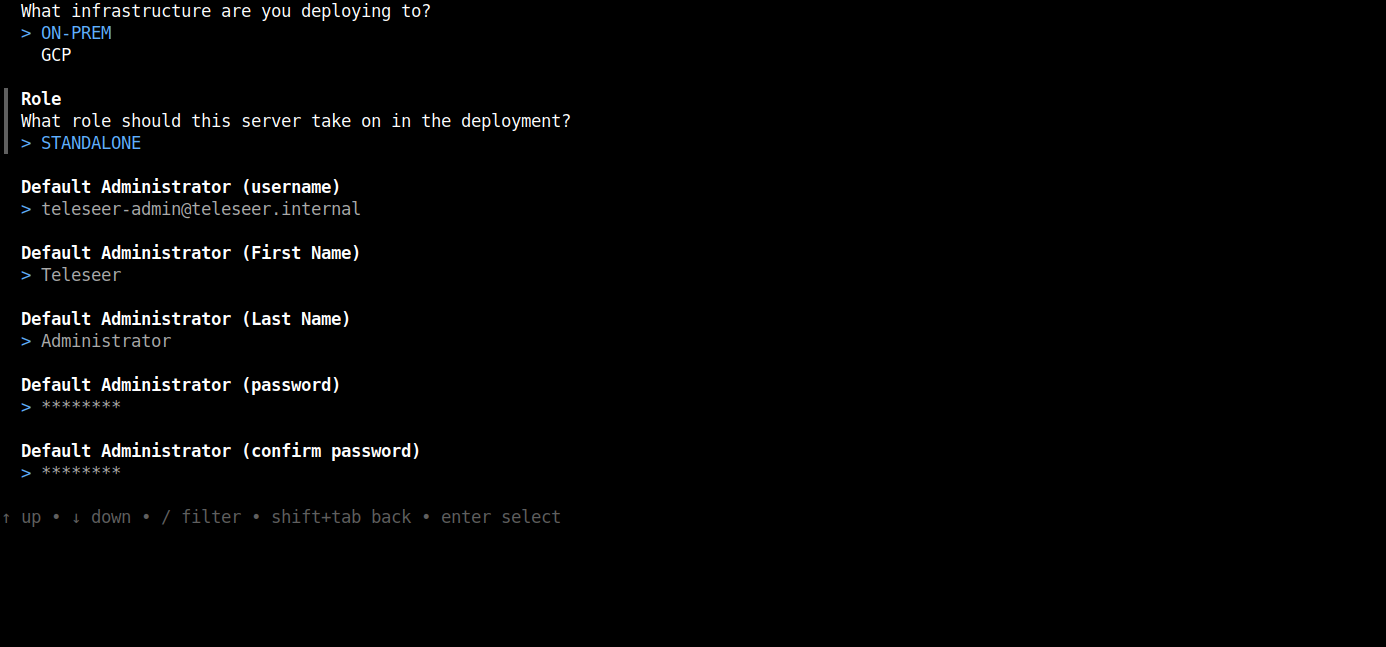 What infrastructure are you deploying to?
> ON-PREM
GCP
Role
What role should this server take on in the deployment?
> STANDALONE
Default Administrator (username)
> teleseer-admin@teleseer.internal
Default Administrator (First Name)
> Teleseer
Default Administrator (Last Name)
> Administrator
Default Administrator (password)
> ********
Default Administrator (confirm password)
> ********
↑ up • ↓ down • / filter • shift+tab back • enter select